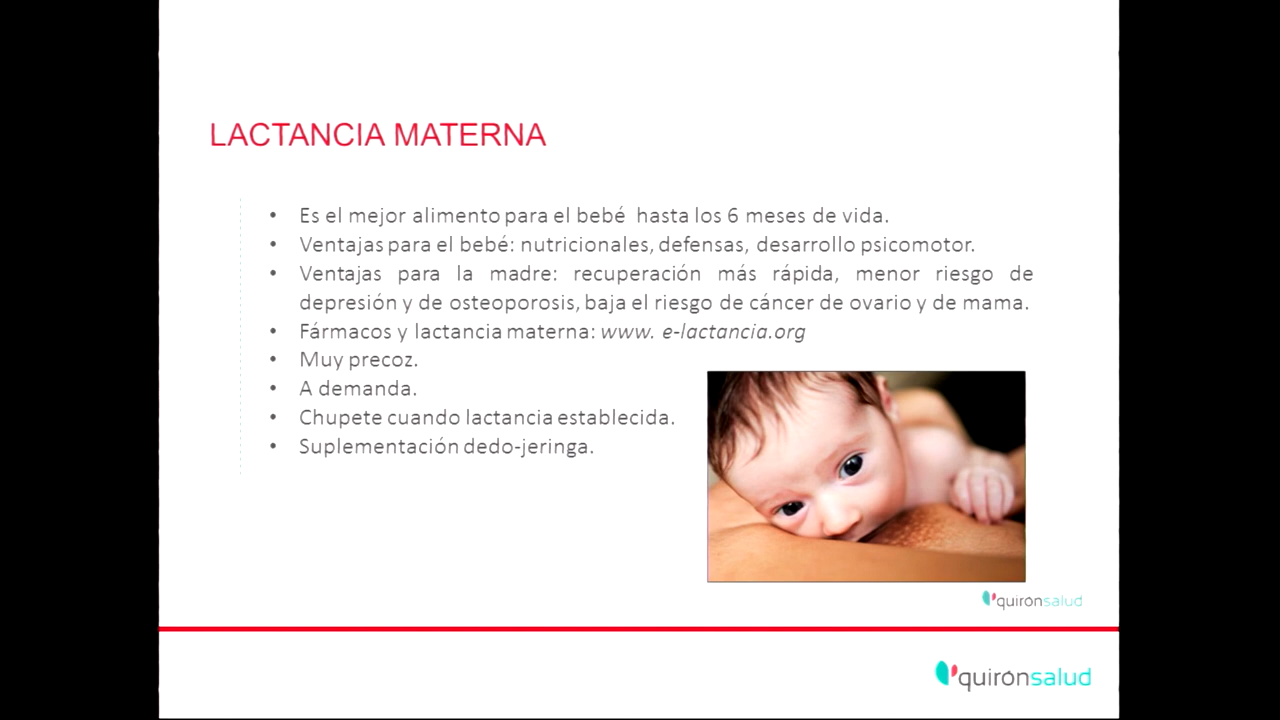 LACTANCIA MATERNA
• Es el mejor alimento para el bebé hasta los 6 meses de vida.
• Ventajas para el bebé: nutricionales, defensas, desarrollo psicomotor.
• Ventajas para la madre: recuperación más rápida, menor riesgo de
depresión y de osteoporosis, baja el riesgo de cáncer de ovario y de mama.
• Fármacos y lactancia materna: www. e-lactancia.org
• Muy precoz.
• A demanda.
• Chupete cuando lactancia establecida.
• Suplementación dedo-jeringa.
quirónsalud
quirónsalud